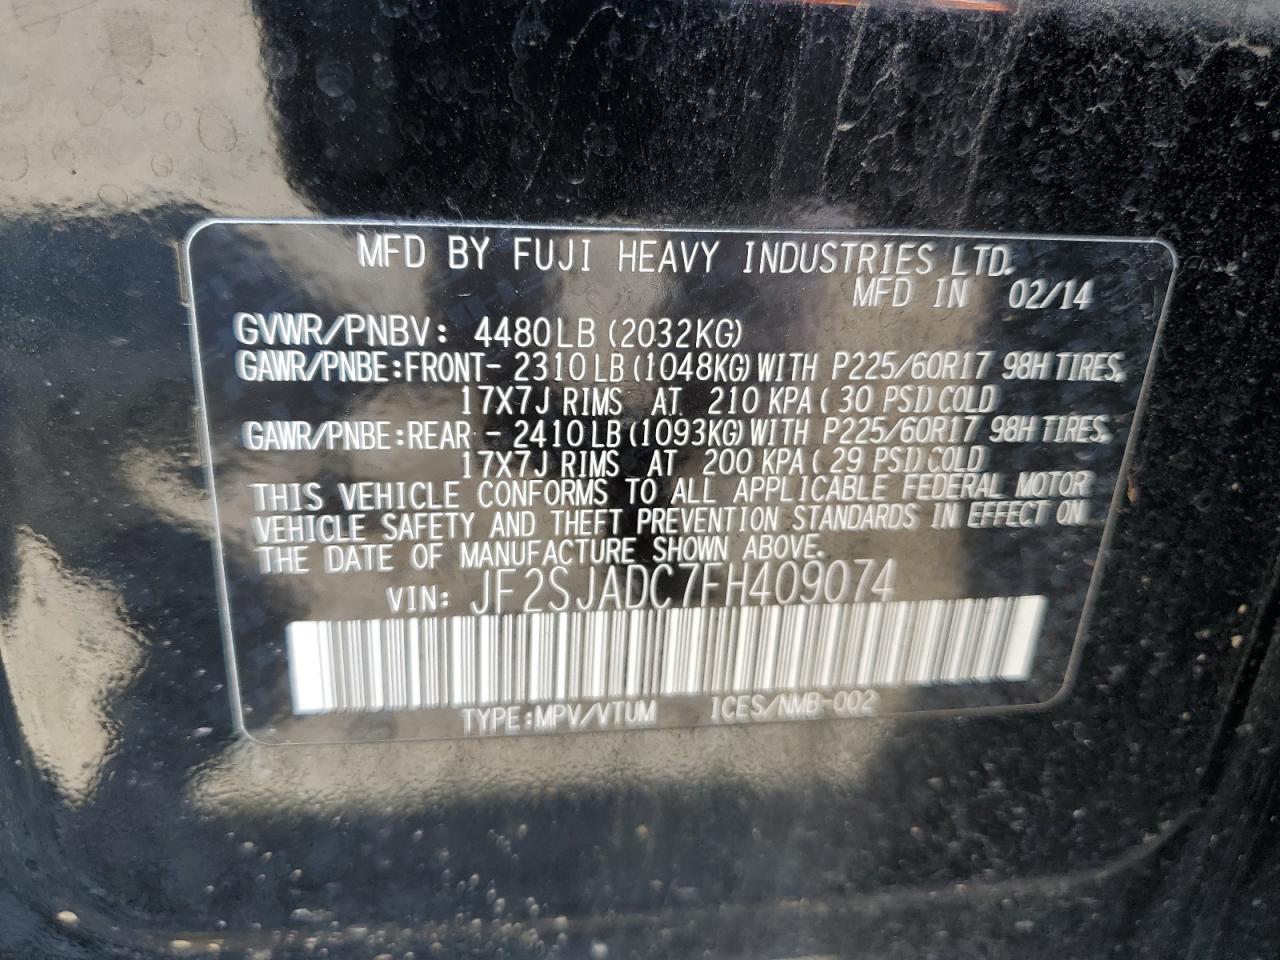 MFD BY FUJI HEAVY INDUSTRIES LTD.
MFD IN 02/14
GVWR/PNBV: 4480LB (2032KG)
GAWR/PNBE:FRONT- 2310LB (1048KG) WITH P225/60R17 98H TIRES,
17X7J RIMS AT 210 KPA ( 30 PSI) COLD
GAWR/PNBE:REAR - 2410LB (1093KG) WITH P225/60R17 98H TIRES,
17X7J RIMS AT 200 KPA ( 29 PSI) COLD
THIS VEHICLE CONFORMS TO ALL APPLICABLE FEDERAL MOTOR
VEHICLE SAFETY AND THEFT PREVENTION STANDARDS IN EFFECT ON
THE DATE OF MANUFACTURE SHOWN ABOVE.
VIN: JF2SJADC7FH409074
TYPE:MPV/VTUM ICES/NMB-002